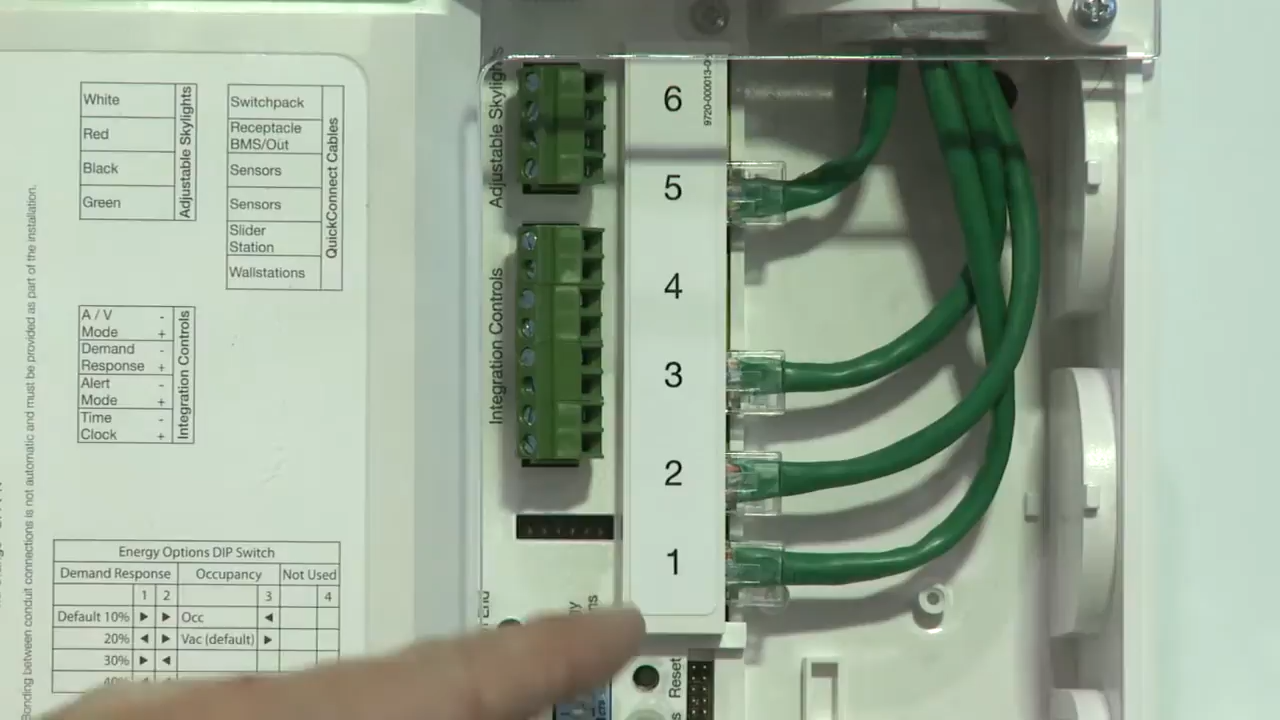 White
Red
Black
Green
Adjustable Skylights
Switchpack
Receptacle
BMS/Out
Sensors
Sensors
Slider
Station
Wallstations
QuickConnect Cables
A / V -
Mode +
Demand -
Response +
Alert -
Mode +
Time -
Clock +
Integration Controls
Bonding between conduit connections is not automatic and must be provided as part of the installation.
Energy Options DIP Switch
Demand Response Occupancy Not Used
1 2 3 4
Default 10% ▶ ▶ Occ ◀
20% ◀ ▶ Vac (default) ▶
30% ▶ ◀
40%
Adjustable Skylights
Integration Controls
6
5
4
3
2
1
Reset